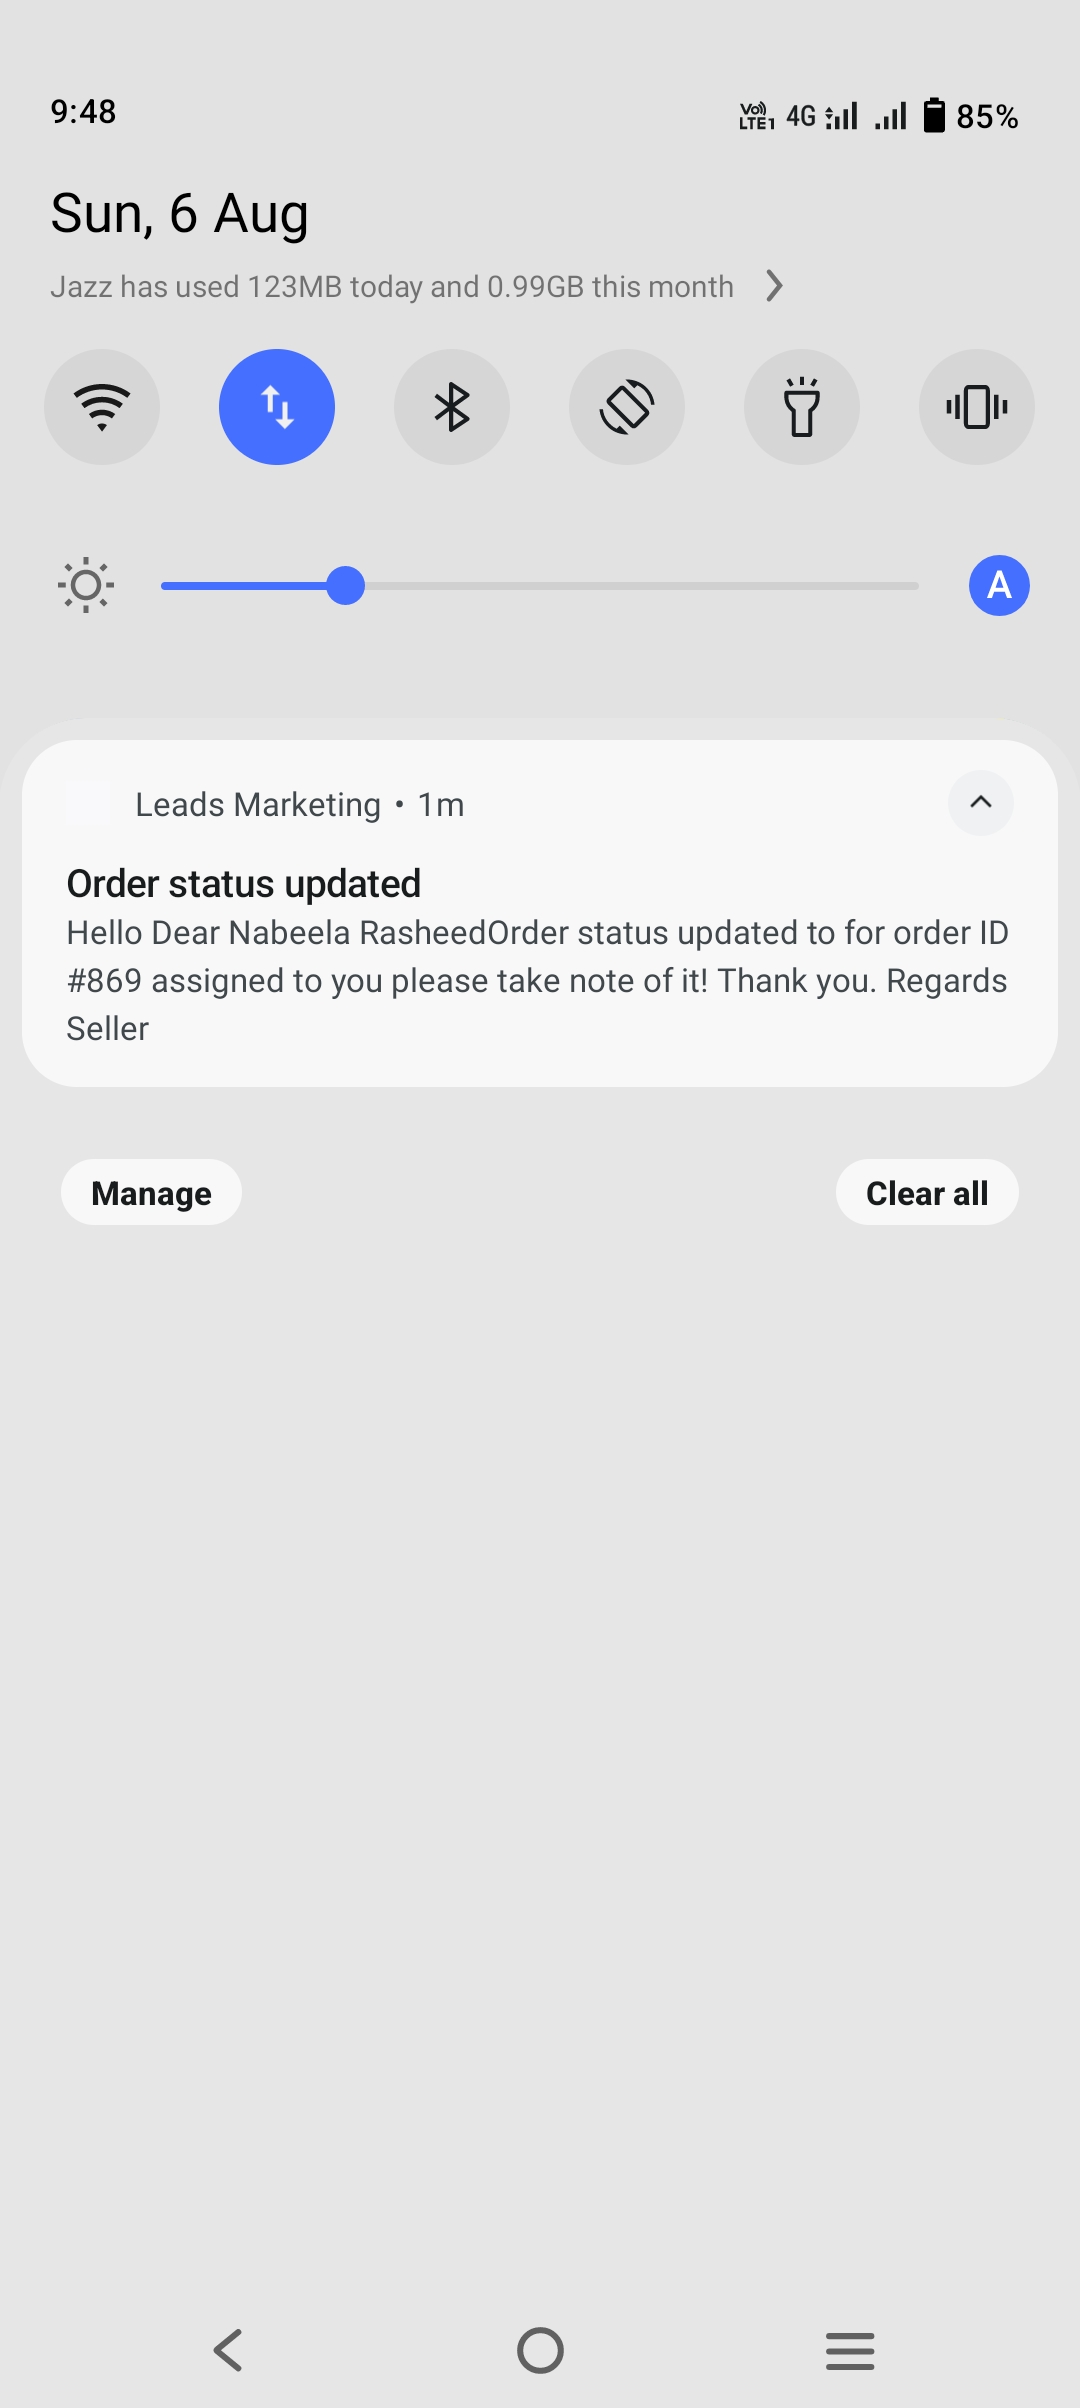 9:48
Vo)) LTE1 4G 85%
Sun, 6 Aug
Jazz has used 123MB today and 0.99GB this month
A
Leads Marketing • 1m
Order status updated
Hello Dear Nabeela RasheedOrder status updated to for order ID
#869 assigned to you please take note of it! Thank you. Regards
Seller
Manage
Clear all